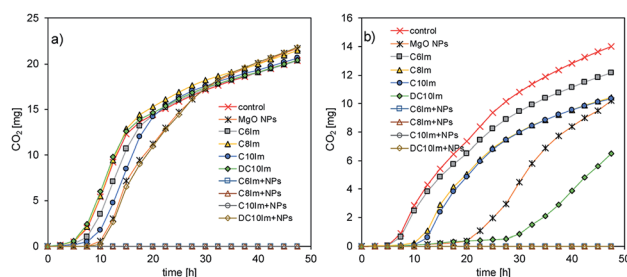 a)
CO2 [mg]
25
20
15
10
5
0
0
10
20
30
40
50
time [h]
control
MgO NPs
C6Im
C8Im
C10Im
DC10Im
C6Im+NPs
C8Im+NPs
C10Im+NPs
DC10Im+NPs
b)
CO2 [mg]
16
14
12
10
8
6
4
2
0
0
10
20
30
40
50
time [h]
control
MgO NPs
C6Im
C8Im
C10Im
DC10Im
C6Im+NPs
C8Im+NPs
C10Im+NPs
DC10Im+NPs